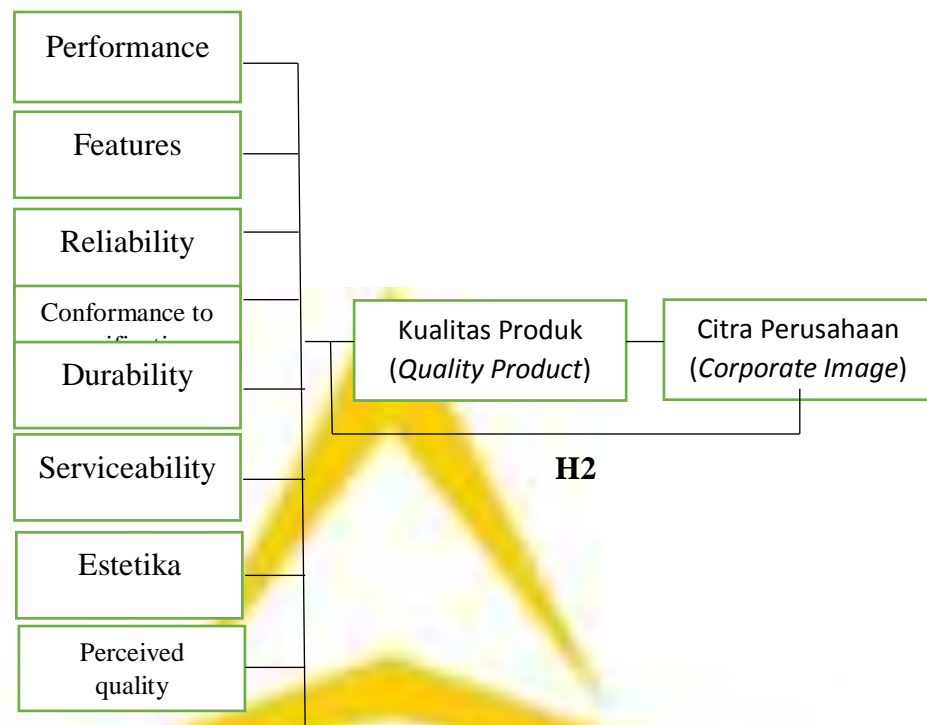 Performance
Features
Reliability
Conformance to
Durability
Serviceability
Estetika
Perceived
quality
Kualitas Produk
(Quality Product)
Citra Perusahaan
(Corporate Image)
H2